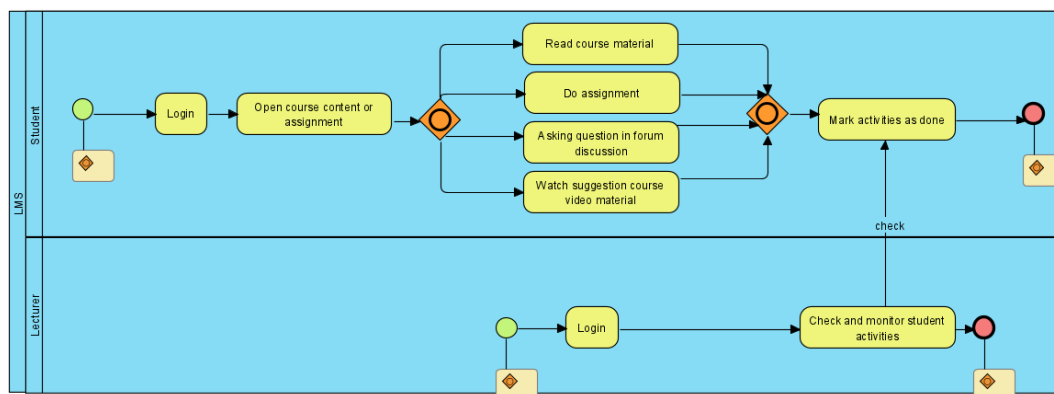 LMS
Student
Login
Open course content or
assignment
Read course material
Do assignment
Asking question in forum
discussion
Watch suggestion course
video material
Mark activities as done
check
Lecturer
Login
Check and monitor student
activities